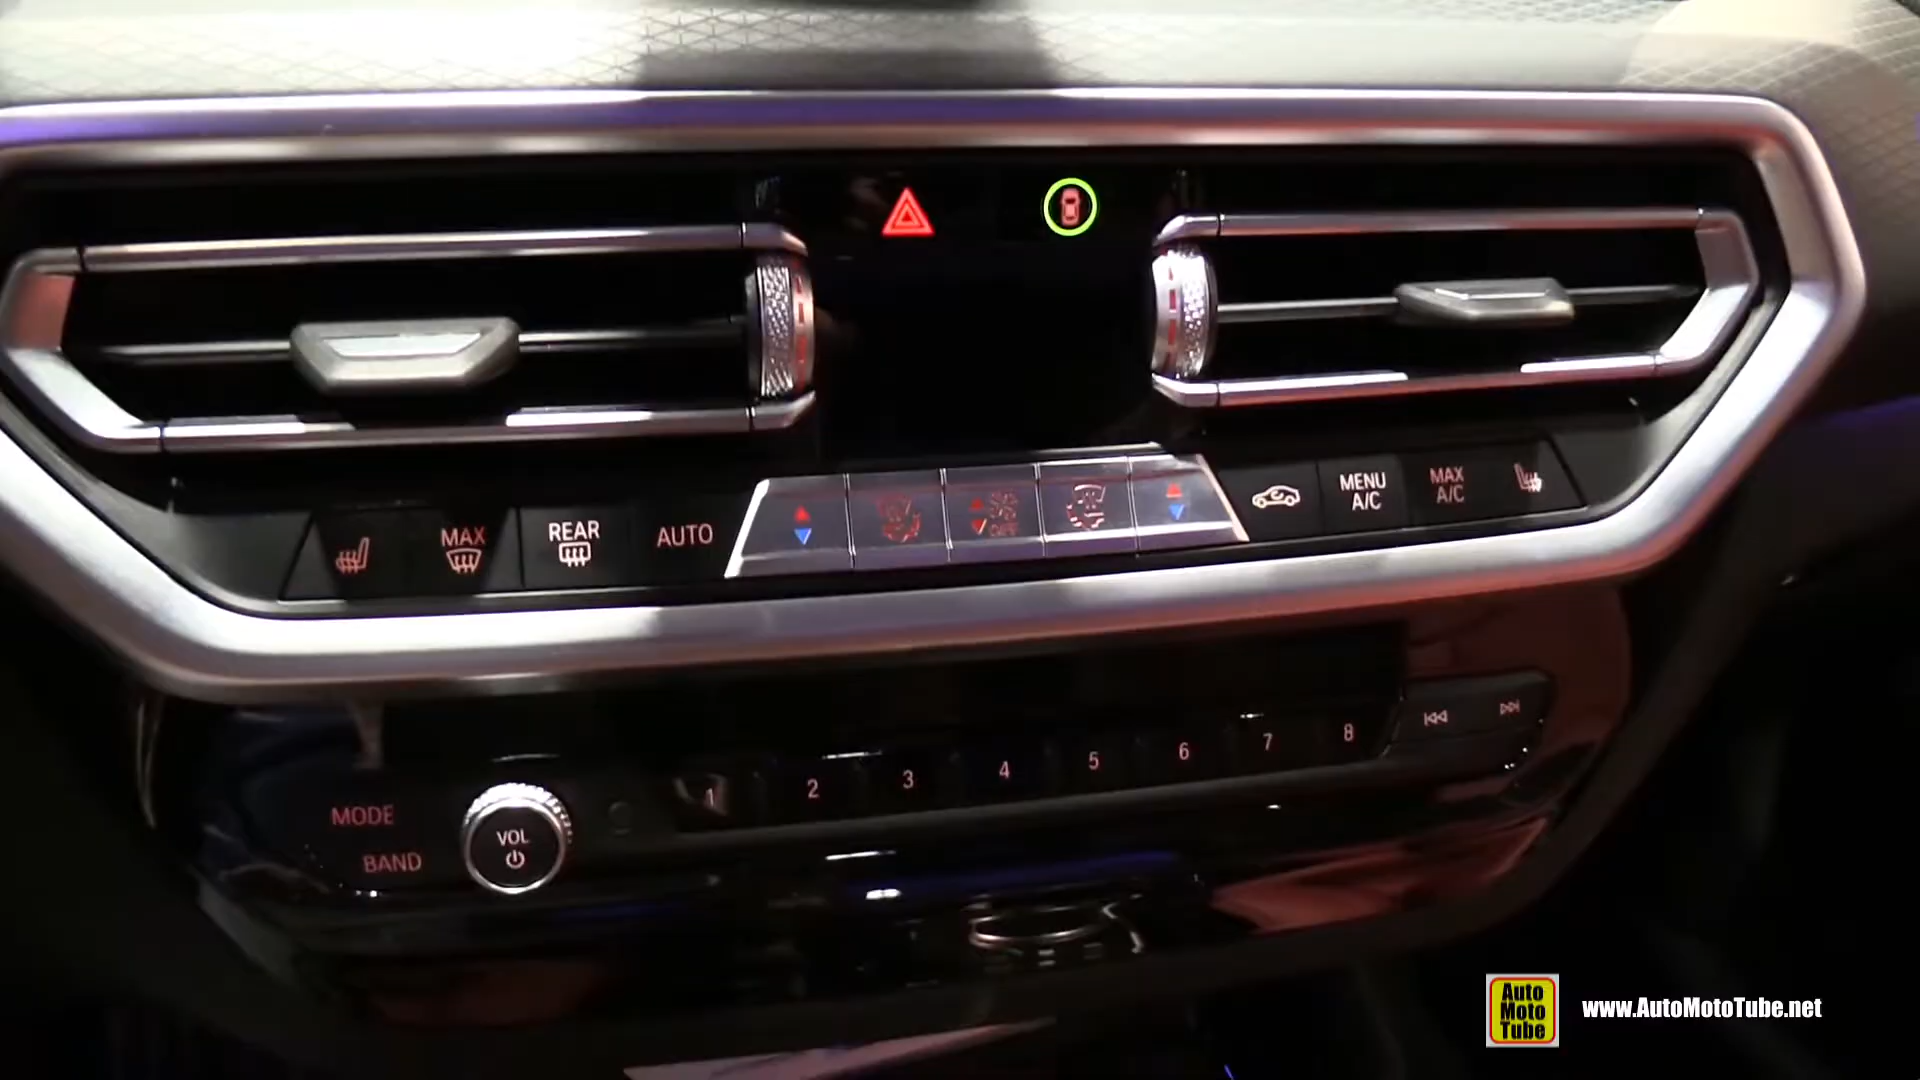 MAX
REAR
AUTO
OFF
MENU
A/C
MAX
A/C
1 2 3 4 5 6 7 8
MODE
VOL
BAND
Auto
Moto
Tube
www.AutoMotoTube.net